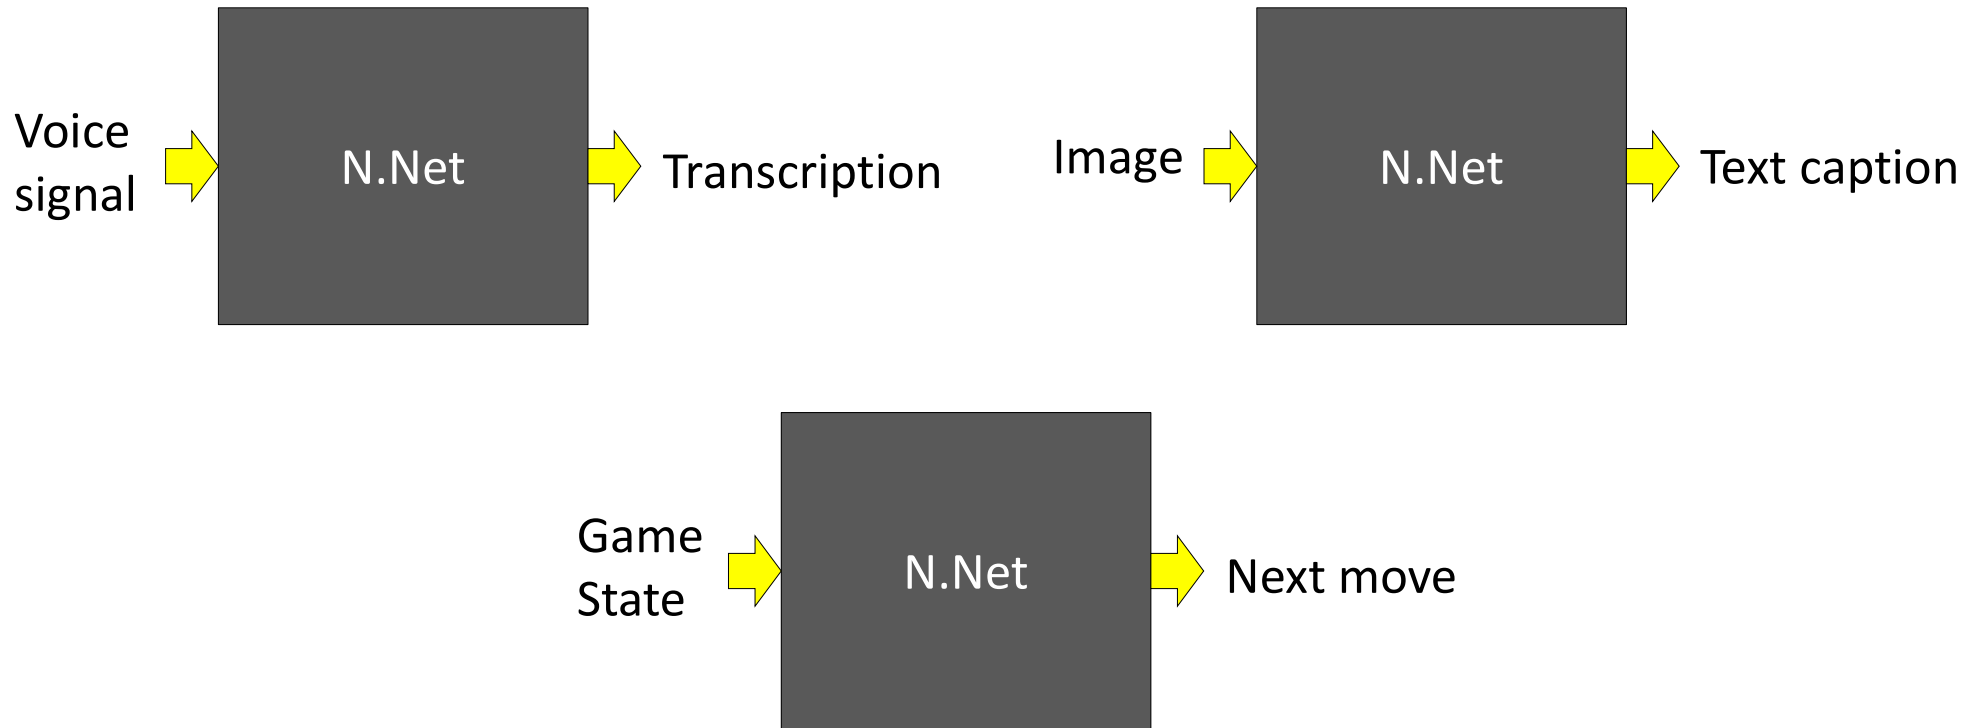 Voice
signal
N.Net
Transcription
Image
N.Net
Text caption
Game
State
N.Net
Next move